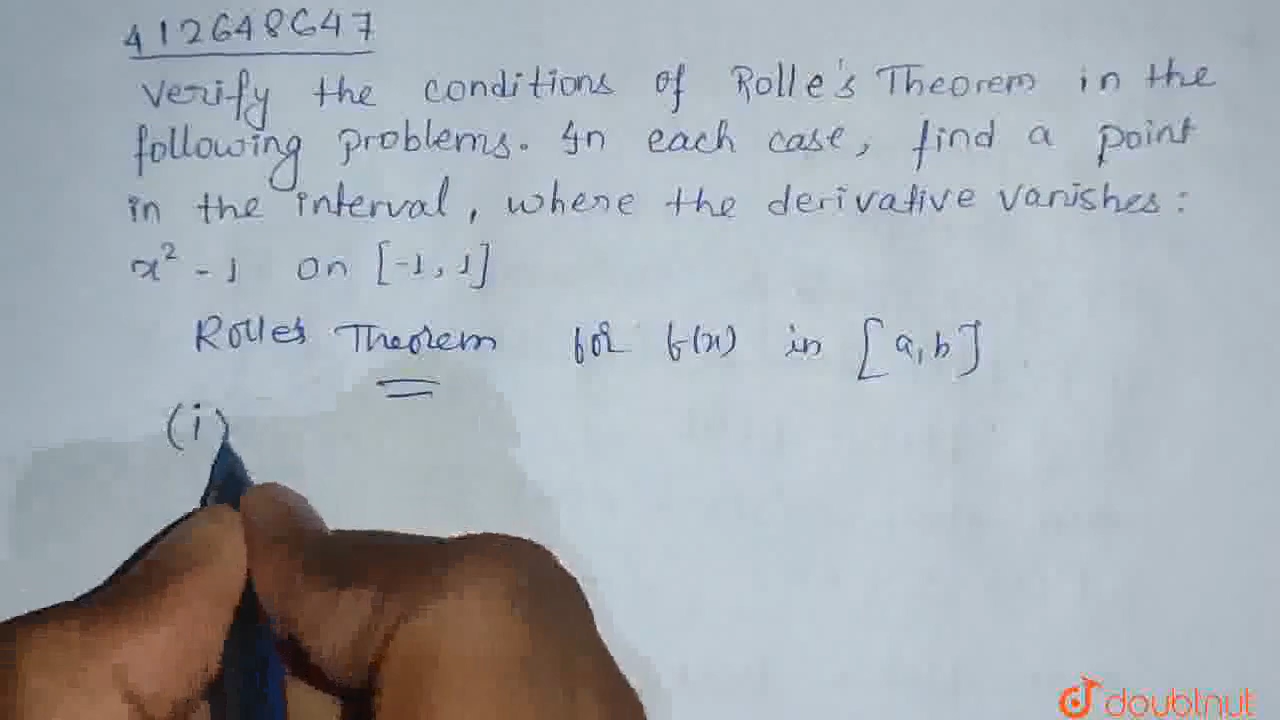 412648647
Verify the conditions of Rolle's Theorem in the
following problems. In each case, find a point
in the interval, where the derivative vanishes:
x² - 1 on [-1, 1]
Rolles Theorem for f(x) in [a, b]
(i)
doubtnut